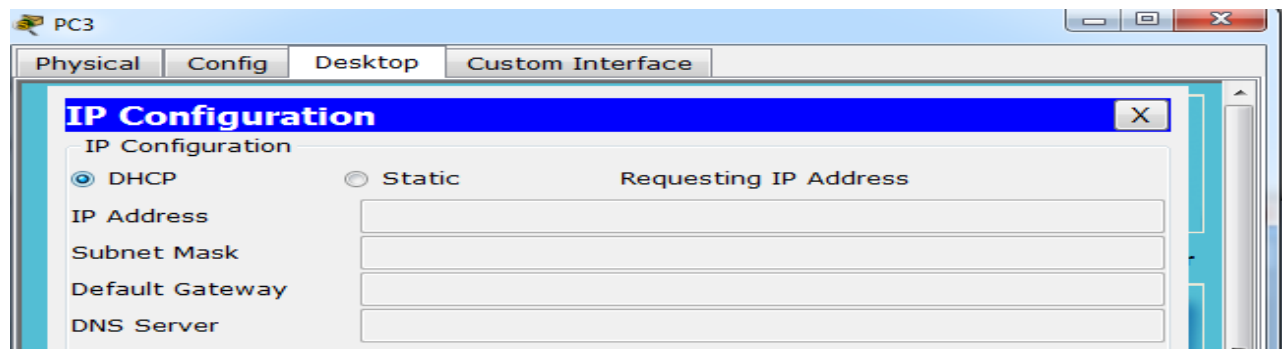 PC3
Physical Config Desktop Custom Interface
IP Configuration X
IP Configuration
DHCP Static Requesting IP Address
IP Address
Subnet Mask
Default Gateway
DNS Server